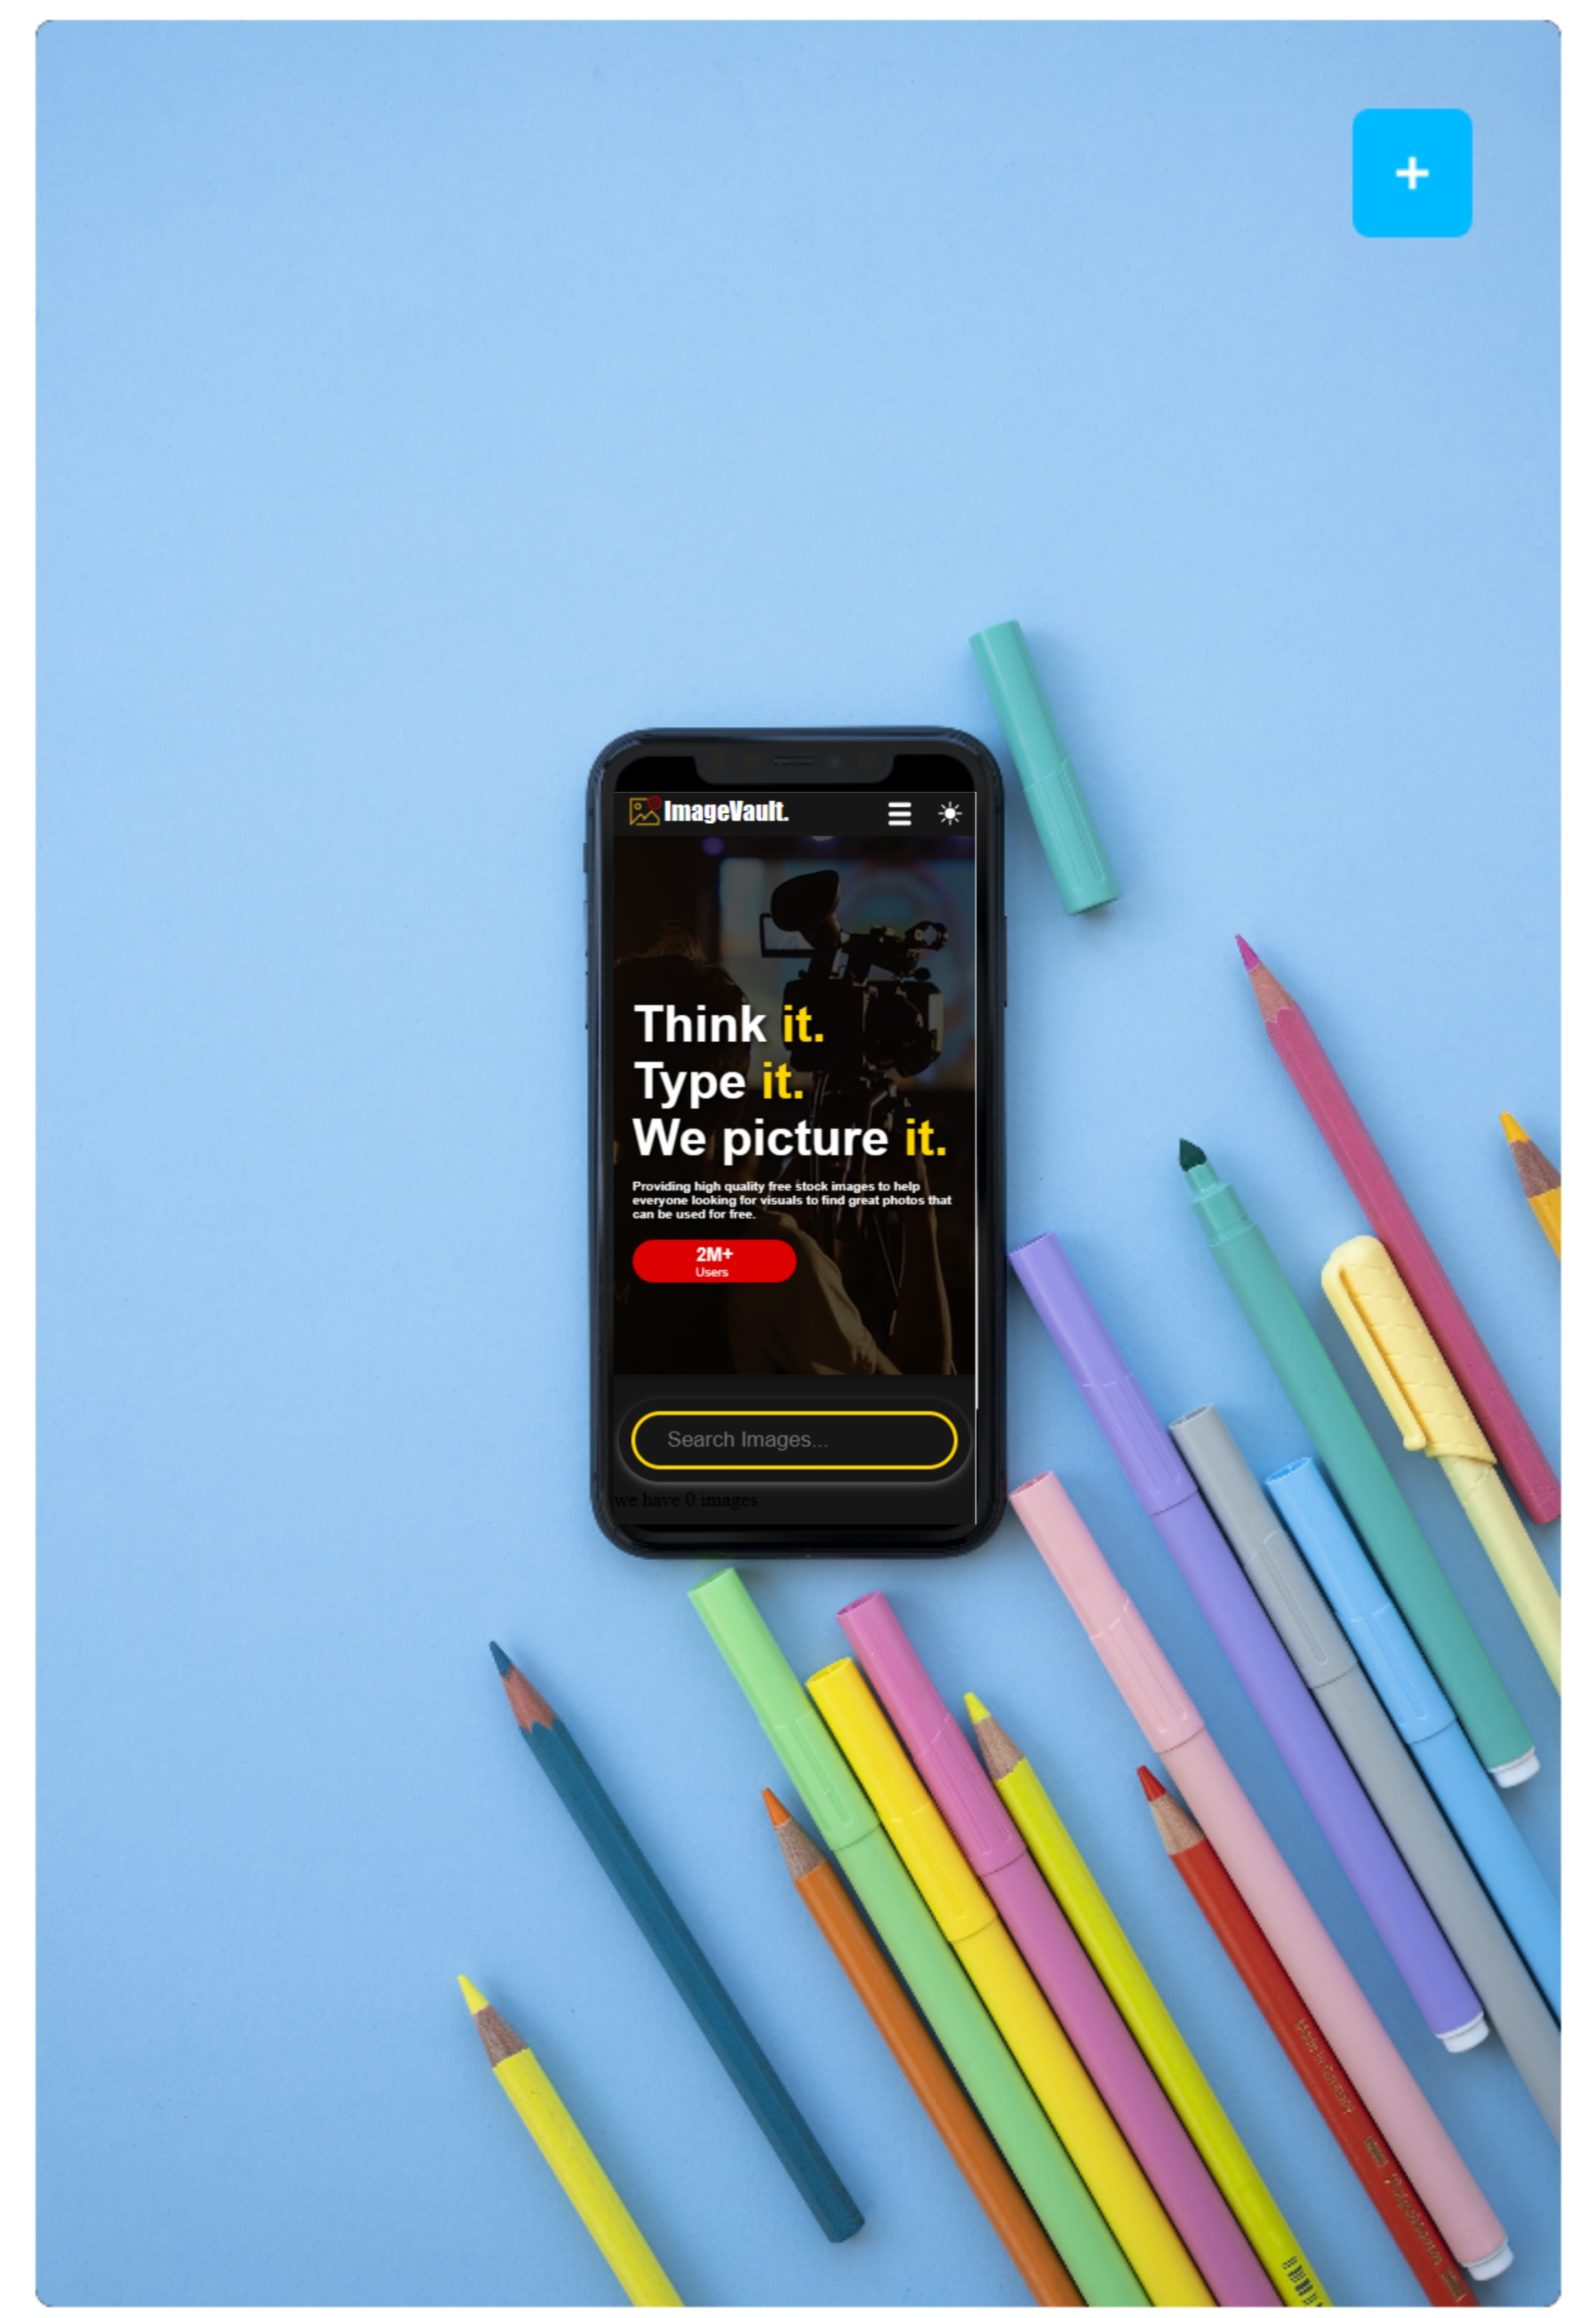 +
ImageVault.
Think it.
Type it.
We picture it.
Providing high quality free stock images to help
everyone looking for visuals to find great photos that
can be used for free.
2M+
Users
Search Images...
we have 0 images